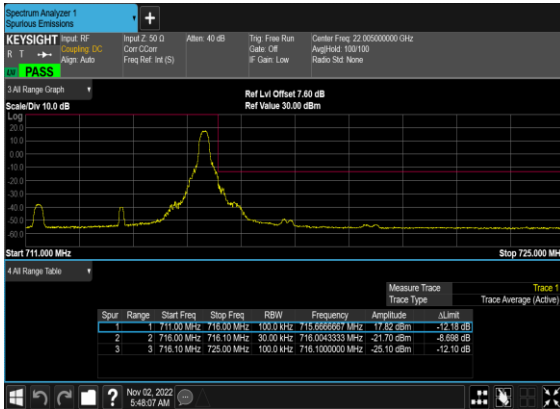 Spectrum Analyzer 1
Spurious Emissions
+
KEYSIGHT Input: RF Input Z: 50 Ω Atten: 40 dB Trig: Free Run Center Freq: 22.005000000 GHz
R T Coupling: DC Corr CCorr Gate: Off Avg|Hold: 100/100
Align: Auto Freq Ref: Int (S) IF Gain: Low Radio Std: None
PASS
3 All Range Graph
Scale/Div 10.0 dB Ref Lvl Offset 7.60 dB
Ref Value 30.00 dBm
Log
20.0
10.0
0.00
-10.0
-20.0
-30.0
-40.0
-50.0
-60.0
Start 711.000 MHz Stop 725.000 MH
4 All Range Table
Measure Trace Trace 1
Trace Type Trace Average (Active)
Spur Range Start Freq Stop Freq RBW Frequency Amplitude ΔLimit
1 1 711.00 MHz 716.00 MHz 100.0 kHz 715.6666667 MHz 17.82 dBm -12.18 dB
2 2 716.00 MHz 716.10 MHz 30.00 kHz 716.0043333 MHz -21.70 dBm -8.698 dB
3 3 716.10 MHz 725.00 MHz 100.0 kHz 716.1000000 MHz -25.10 dBm -12.10 dB
? Nov 02, 2022
5:48:07 AM